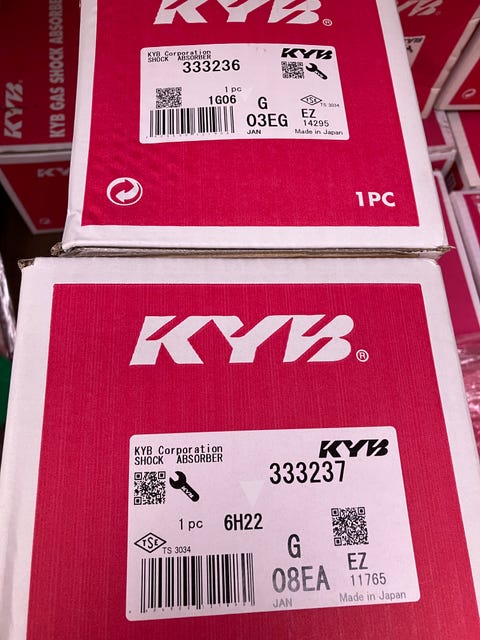 KYB
®
KYB GAS SHOCK ABSORBER
KYB
KYB Corporation
SHOCK ABSORBER
KYB
333236
1 pc
1G06
G
03EG
JAN
TSE
TS 3034
EZ
14295
Made in Japan
1PC
KYB®
KYB Corporation
SHOCK ABSORBER
KYB
333237
1 pc
6H22
TSE
TS 3034
G
08EA
JAN
EZ
11765
Made in Japan